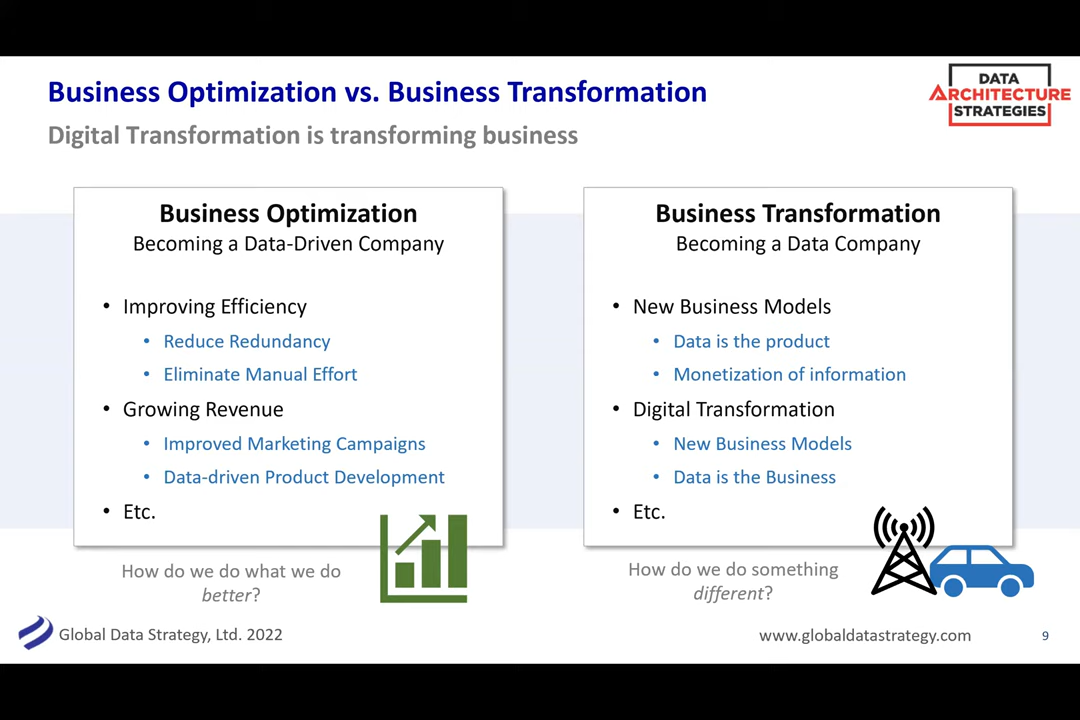 Business Optimization vs. Business Transformation
Digital Transformation is transforming business
DATA
ARCHITECTURE
STRATEGIES
Business Optimization
Becoming a Data-Driven Company
• Improving Efficiency
• Reduce Redundancy
• Eliminate Manual Effort
• Growing Revenue
• Improved Marketing Campaigns
• Data-driven Product Development
• Etc.
How do we do what we do
better?
Business Transformation
Becoming a Data Company
• New Business Models
• Data is the product
• Monetization of information
• Digital Transformation
• New Business Models
• Data is the Business
• Etc.
How do we do something
different?
Global Data Strategy, Ltd. 2022
www.globaldatastrategy.com
9